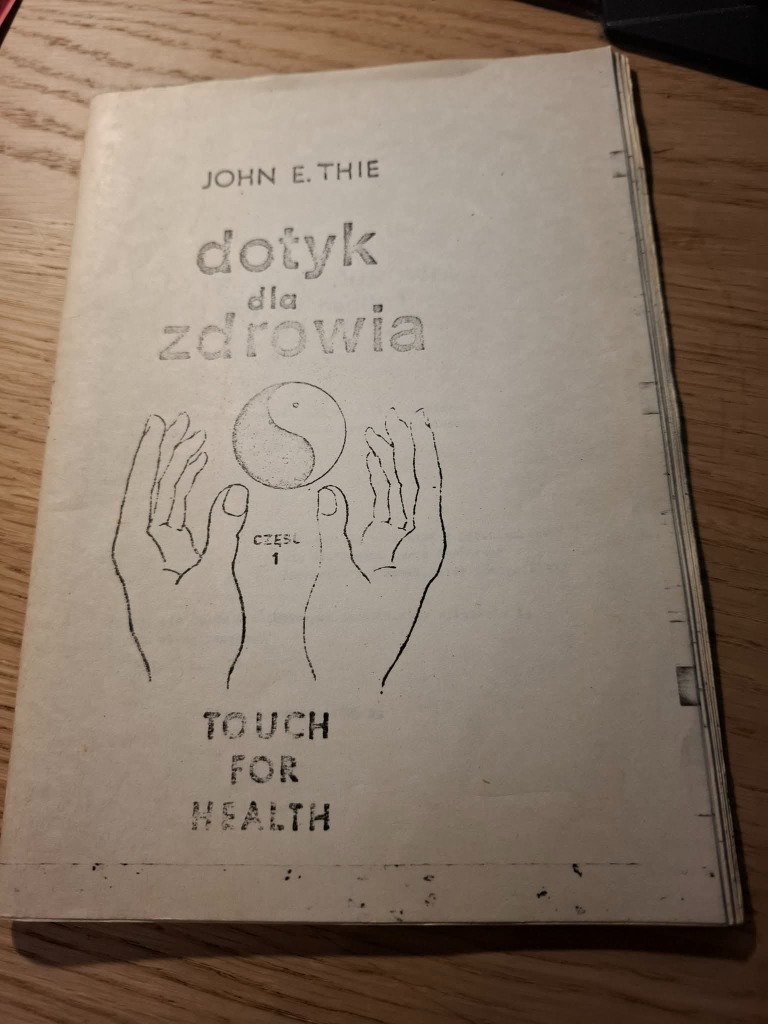 JOHN E. THIE
dotyk
dla
zdrowia
CZĘŚĆ
1
TOUCH
FOR
HEALTH